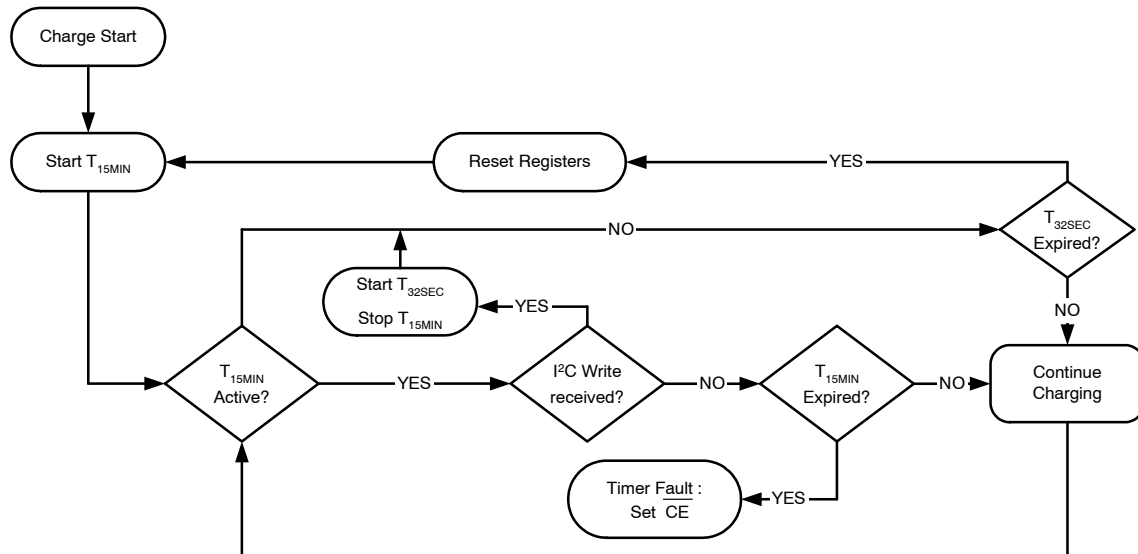 Charge Start
Start T15MIN
Reset Registers
YES
T32SEC
Expired?
NO
Start T32SEC
Stop T15MIN
YES
NO
T15MIN
Active?
YES
I²C Write
received?
NO
T15MIN
Expired?
NO
Continue
Charging
Timer Fault :
Set C̅E̅
YES